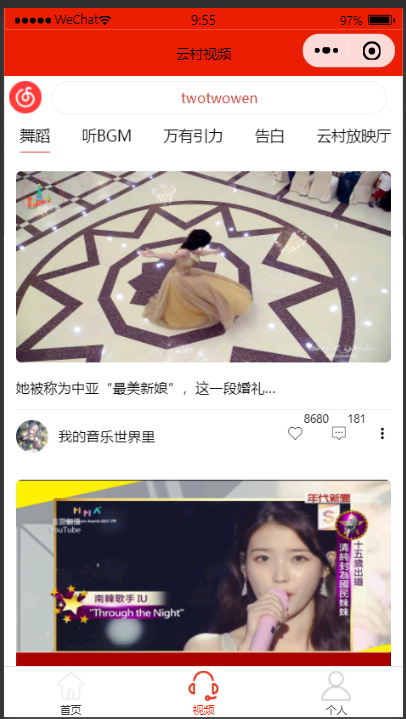 WeChat 9:55 97%
云村视频
twotwowen
舞蹈 听BGM 万有引力 告白 云村放映厅
她被称为中亚“最美新娘”，这一段婚礼...
我的音乐世界里 8680 181
年代新聞
MMA
YouTube
十五歲出道
清純封為國民妹妹
南韓歌手 IU
"Through the Night"
首页 视频 个人